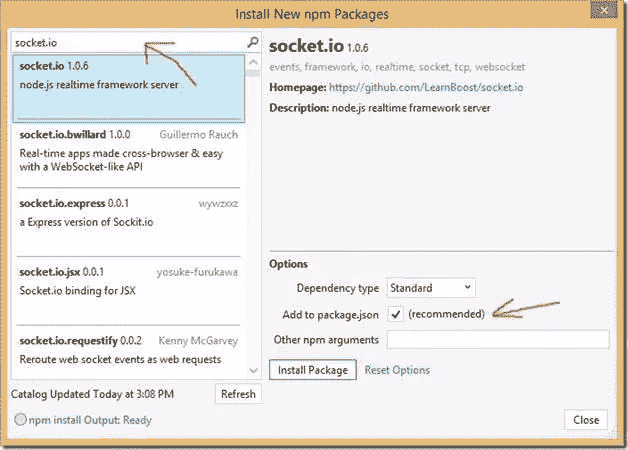 Install New npm Packages
socket.io
socket.io 1.0.6
node.js realtime framework server
socket.io.bwillard 1.0.0 Guillermo Rauch
Real-time apps made cross-browser & easy
with a WebSocket-like API
socket.io.express 0.0.1 wywzxxz
a Express version of Sockit.io
socket.io.jsx 0.0.1 yosuke-furukawa
Socket.io binding for JSX
socket.io.requestify 0.0.2 Kenny McGarvey
Reroute web socket events as web requests
Catalog Updated Today at 3:08 PM
Refresh
npm install Output: Ready
socket.io 1.0.6
events, framework, io, realtime, socket, tcp, websocket
Homepage: https://github.com/LearnBoost/socket.io
Description: node.js realtime framework server
Options
Dependency type Standard
Add to package.json (recommended)
Other npm arguments
Install Package Reset Options
Close